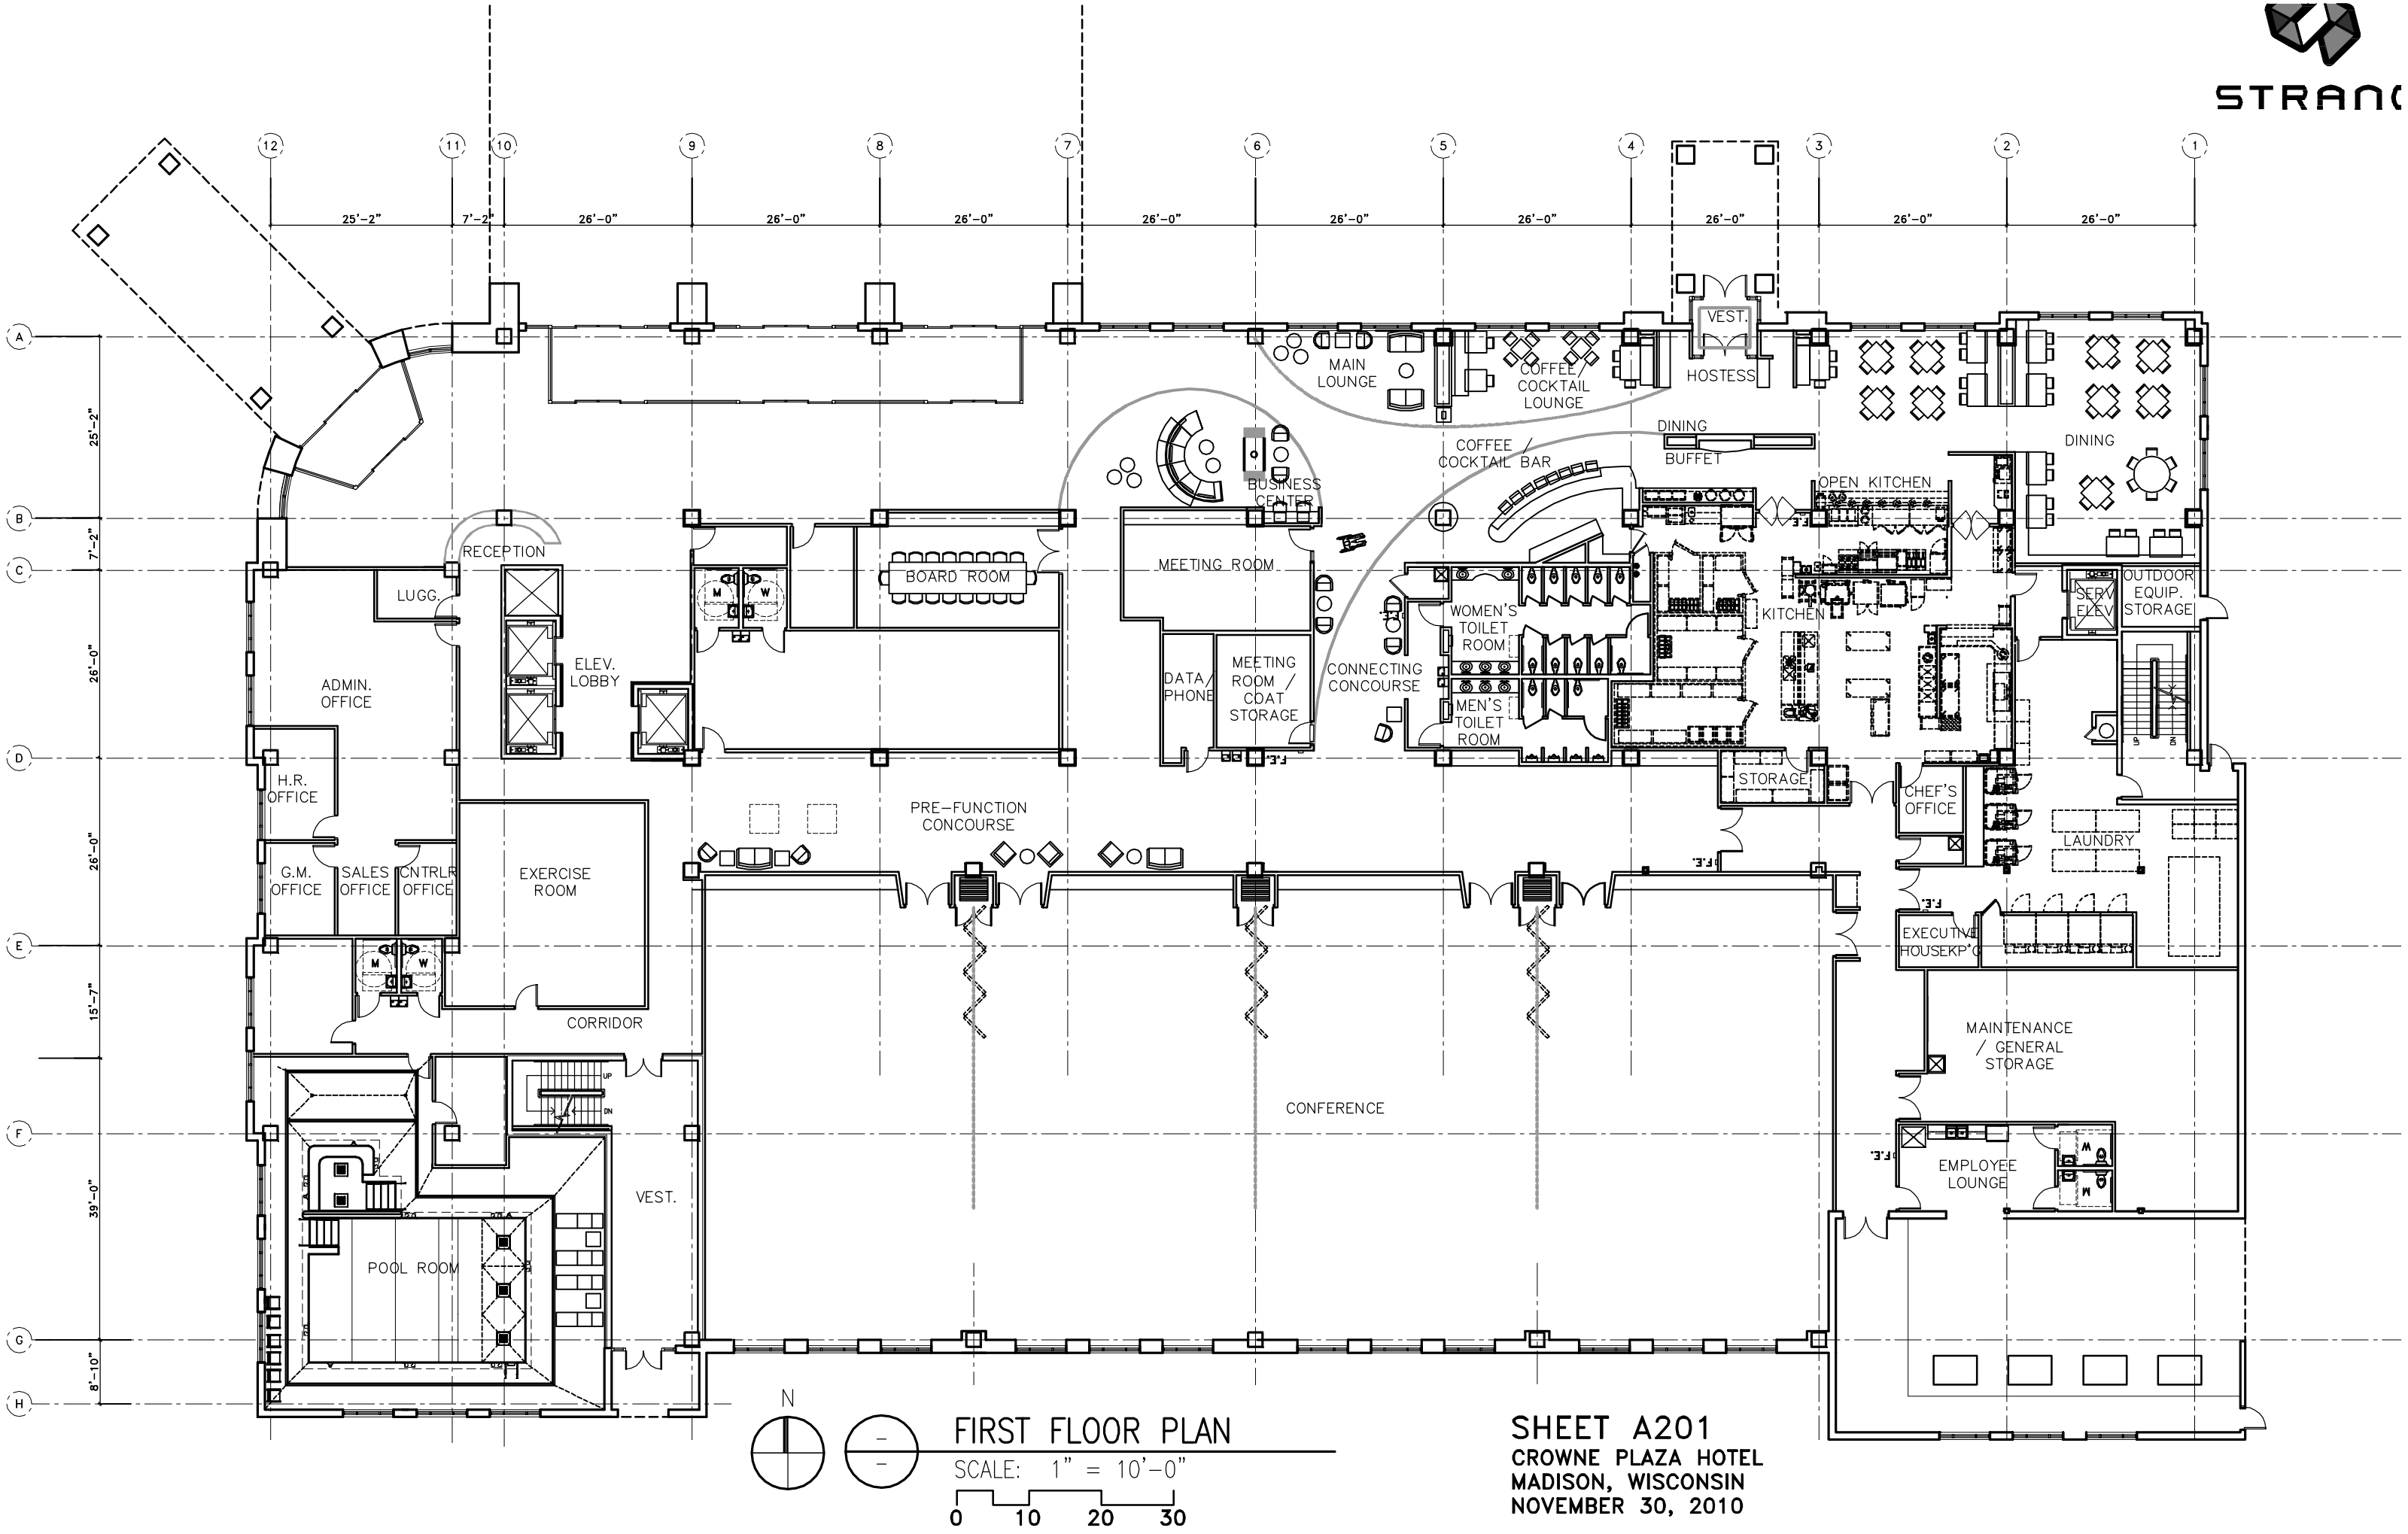 STRAN
12
11
10
9
8
7
6
5
4
3
2
1
25'-2"
7'-2"
26'-0"
26'-0"
26'-0"
26'-0"
26'-0"
26'-0"
26'-0"
26'-0"
26'-0"
A
B
C
D
E
F
G
H
25'-2"
7'-2"
26'-0"
26'-0"
15'-7"
39'-0"
8'-10"
VEST.
HOSTESS
MAIN
LOUNGE
COFFEE/
COCKTAIL
LOUNGE
DINING
BUFFET
COFFEE /
COCKTAIL BAR
DINING
BUSINESS
CENTER
OPEN KITCHEN
F.E.
RECEPTION
LUGG.
M
W
BOARD ROOM
MEETING ROOM
WOMEN'S
TOILET
ROOM
KITCHEN
SERV
ELEV
OUTDOOR
EQUIP.
STORAGE
ELEV.
LOBBY
ADMIN.
OFFICE
DATA/
PHONE
MEETING
ROOM /
COAT
STORAGE
CONNECTING
CONCOURSE
MEN'S
TOILET
ROOM
UP
DN
F.E.
H.R.
OFFICE
STORAGE
CHEF'S
OFFICE
PRE-FUNCTION
CONCOURSE
LAUNDRY
F.E.
G.M.
OFFICE
SALES
OFFICE
CNTRLR
OFFICE
EXERCISE
ROOM
F.E.
EXECUTIVE
HOUSEKP'G
M
W
CORRIDOR
MAINTENANCE
/ GENERAL
STORAGE
UP
DN
CONFERENCE
F.E.
EMPLOYEE
LOUNGE
W
M
VEST.
POOL ROOM
N
-
-
FIRST FLOOR PLAN
SCALE: 1" = 10'-0"
0 10 20 30
SHEET A201
CROWNE PLAZA HOTEL
MADISON, WISCONSIN
NOVEMBER 30, 2010